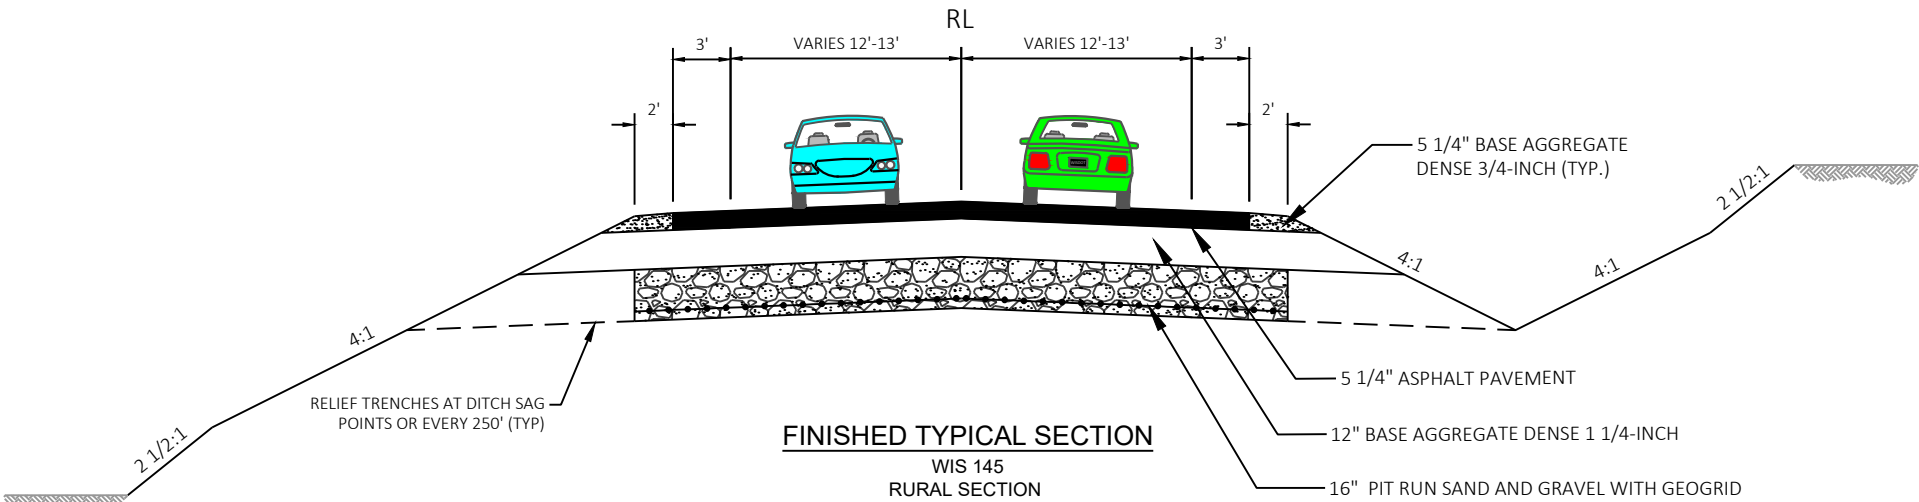 RL
3'
VARIES 12'-13'
VARIES 12'-13'
3'
2'
2'
5 1/4" BASE AGGREGATE
DENSE 3/4-INCH (TYP.)
2 1/2:1
4:1
4:1
4:1
2 1/2:1
RELIEF TRENCHES AT DITCH SAG
POINTS OR EVERY 250' (TYP)
5 1/4" ASPHALT PAVEMENT
12" BASE AGGREGATE DENSE 1 1/4-INCH
16" PIT RUN SAND AND GRAVEL WITH GEOGRID
FINISHED TYPICAL SECTION
WIS 145
RURAL SECTION